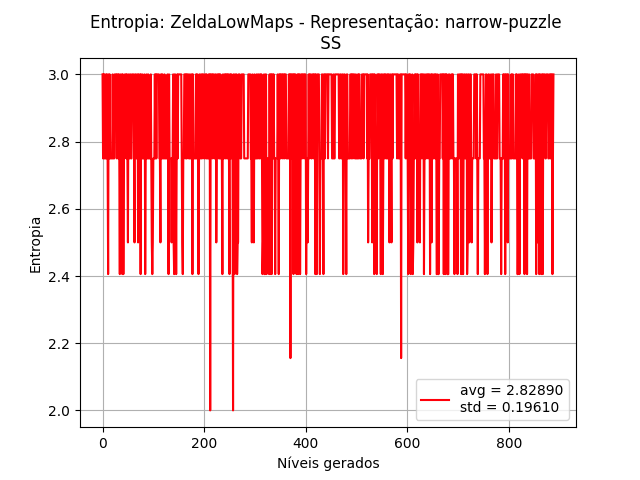 Entropia: ZeldaLowMaps - Representação: narrow-puzzle
SS
3.0
2.8
2.6
2.4
2.2
2.0
Entropia
avg = 2.82890
std = 0.19610
0
200
400
600
800
Níveis gerados